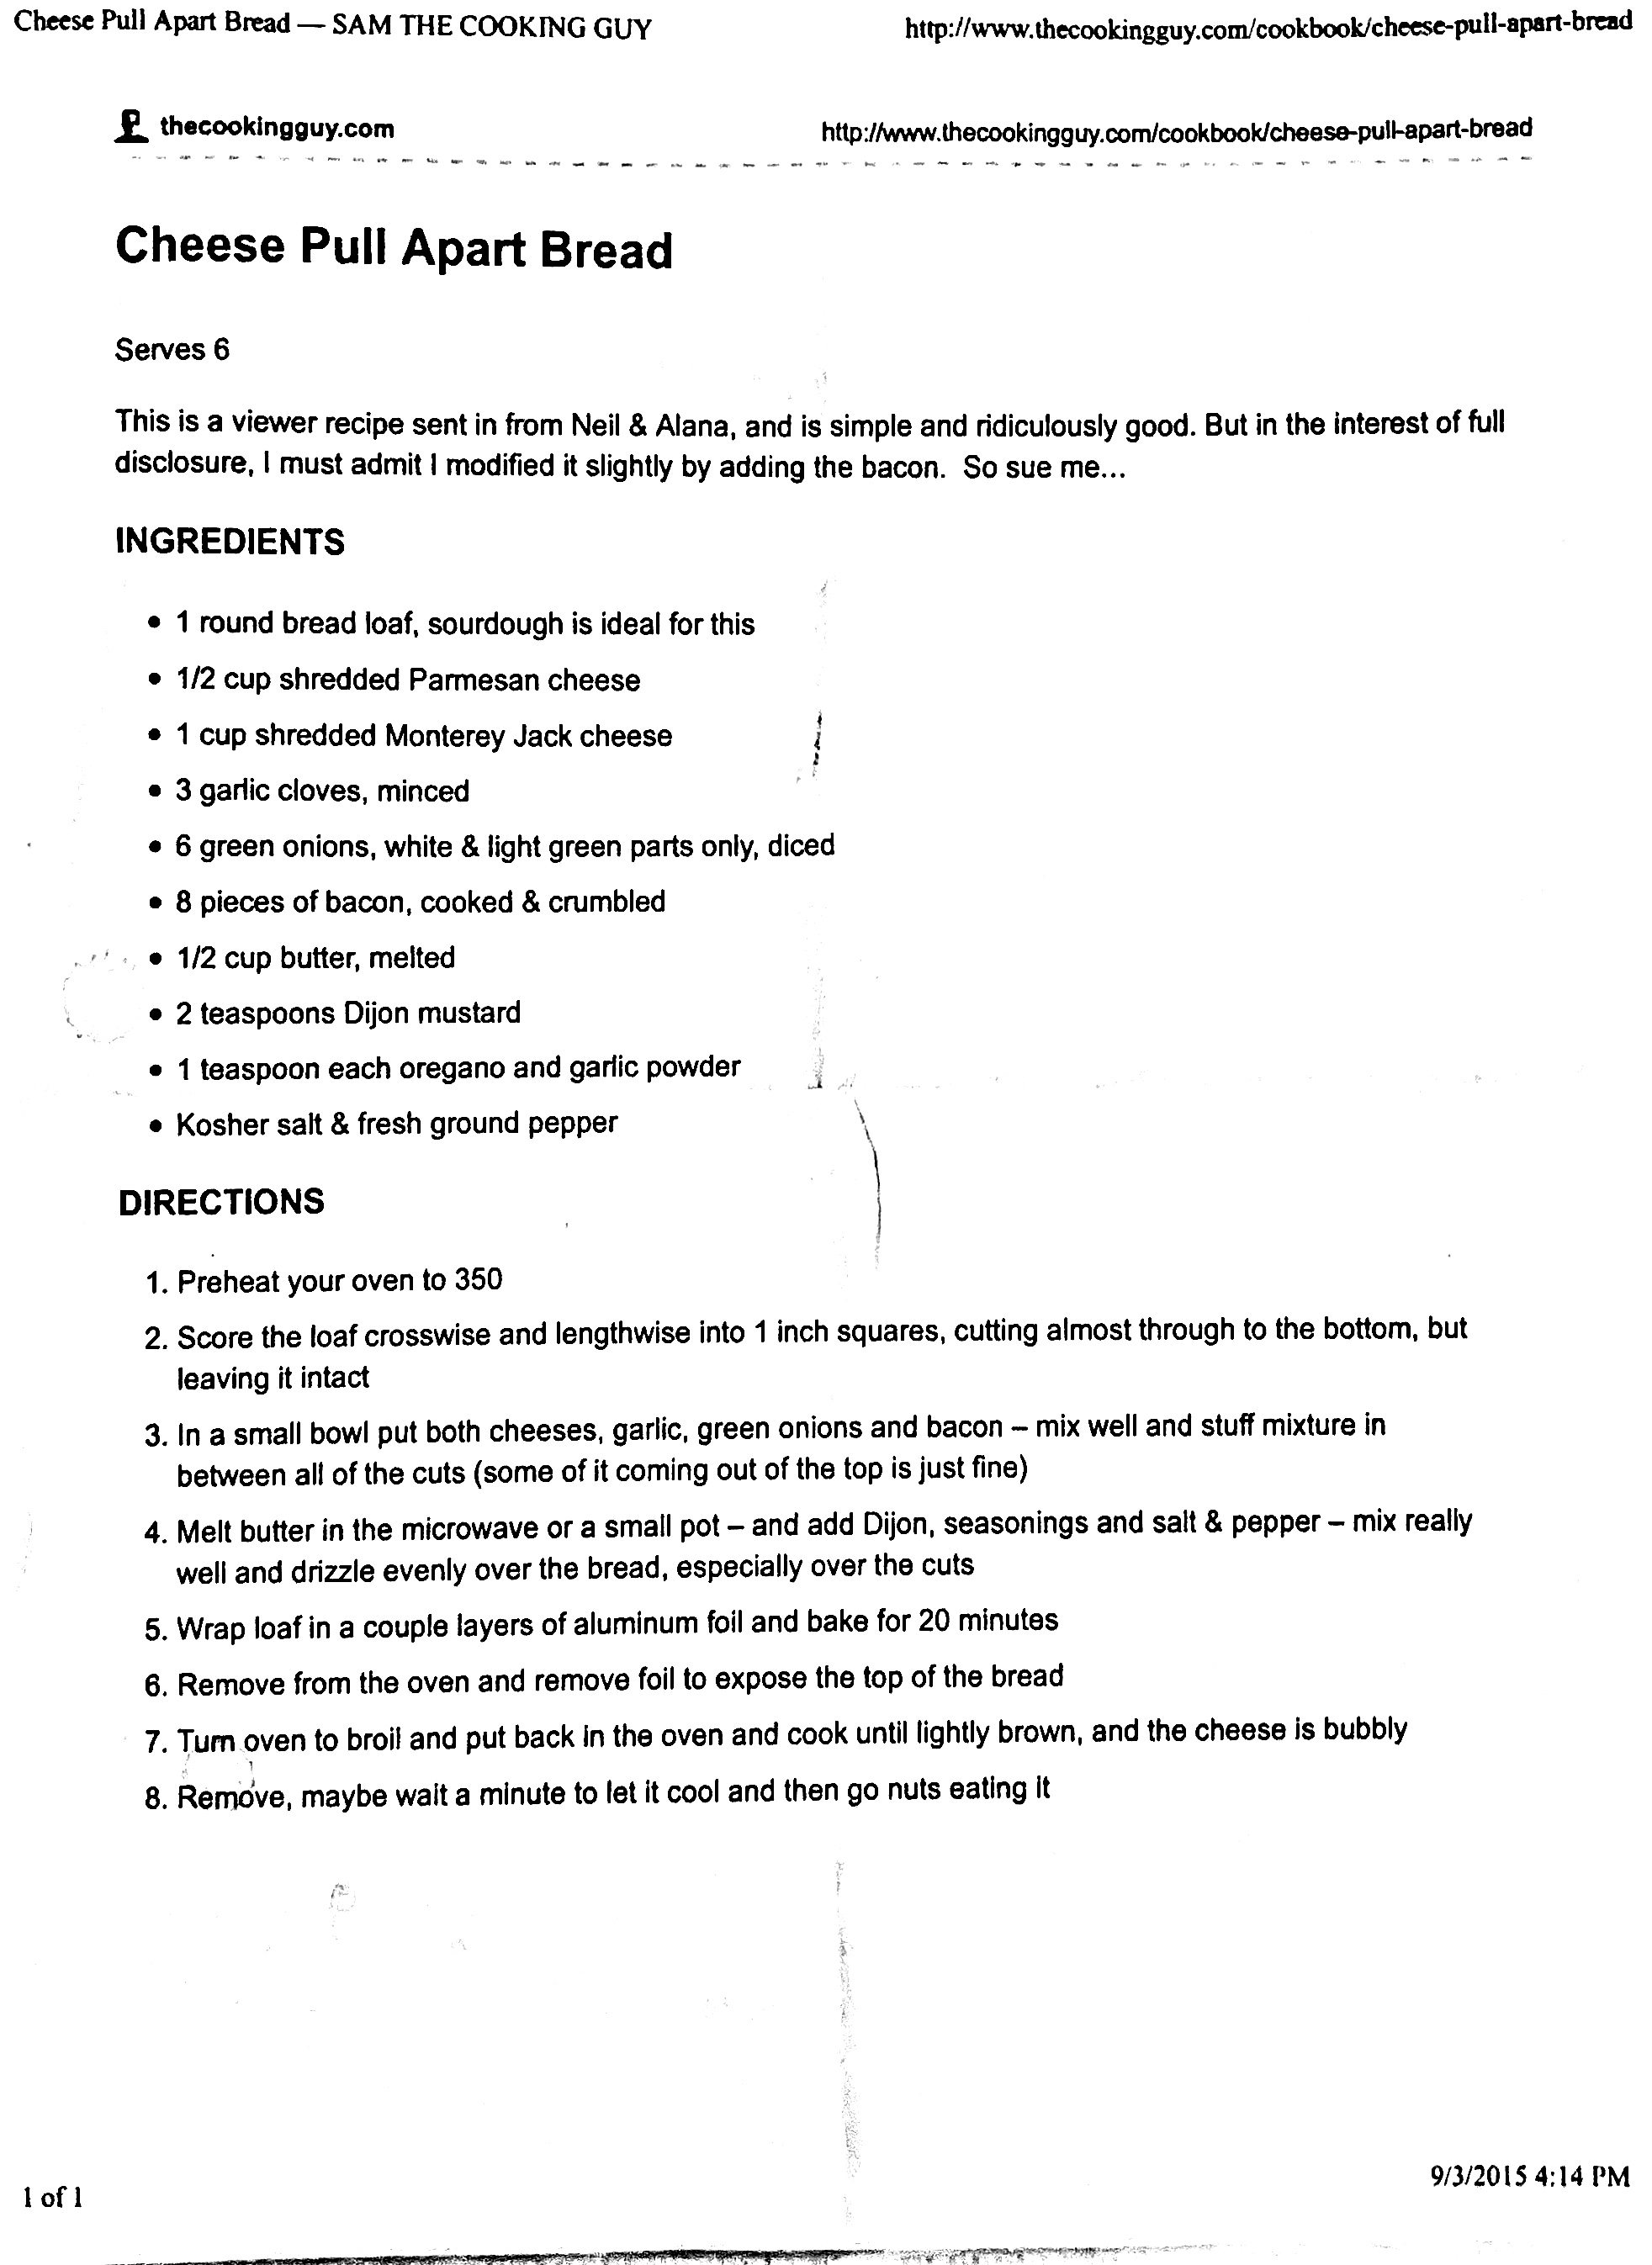 Cheese Pull Apart Bread — SAM THE COOKING GUY
http://www.thecookingguy.com/cookbook/cheese-pull-apart-bread
thecookingguy.com
http://www.thecookingguy.com/cookbook/cheese-pull-apart-bread
Cheese Pull Apart Bread
Serves 6
This is a viewer recipe sent in from Neil & Alana, and is simple and ridiculously good. But in the interest of full
disclosure, I must admit I modified it slightly by adding the bacon.  So sue me...
INGREDIENTS
• 1 round bread loaf, sourdough is ideal for this
• 1/2 cup shredded Parmesan cheese
• 1 cup shredded Monterey Jack cheese
• 3 garlic cloves, minced
• 6 green onions, white & light green parts only, diced
• 8 pieces of bacon, cooked & crumbled
• 1/2 cup butter, melted
• 2 teaspoons Dijon mustard
• 1 teaspoon each oregano and garlic powder
• Kosher salt & fresh ground pepper
DIRECTIONS
1. Preheat your oven to 350
2. Score the loaf crosswise and lengthwise into 1 inch squares, cutting almost through to the bottom, but
leaving it intact
3. In a small bowl put both cheeses, garlic, green onions and bacon – mix well and stuff mixture in
between all of the cuts (some of it coming out of the top is just fine)
4. Melt butter in the microwave or a small pot – and add Dijon, seasonings and salt & pepper – mix really
well and drizzle evenly over the bread, especially over the cuts
5. Wrap loaf in a couple layers of aluminum foil and bake for 20 minutes
6. Remove from the oven and remove foil to expose the top of the bread
7. Turn oven to broil and put back in the oven and cook until lightly brown, and the cheese is bubbly
8. Remove, maybe wait a minute to let it cool and then go nuts eating it
1 of 1
9/3/2015 4:14 PM